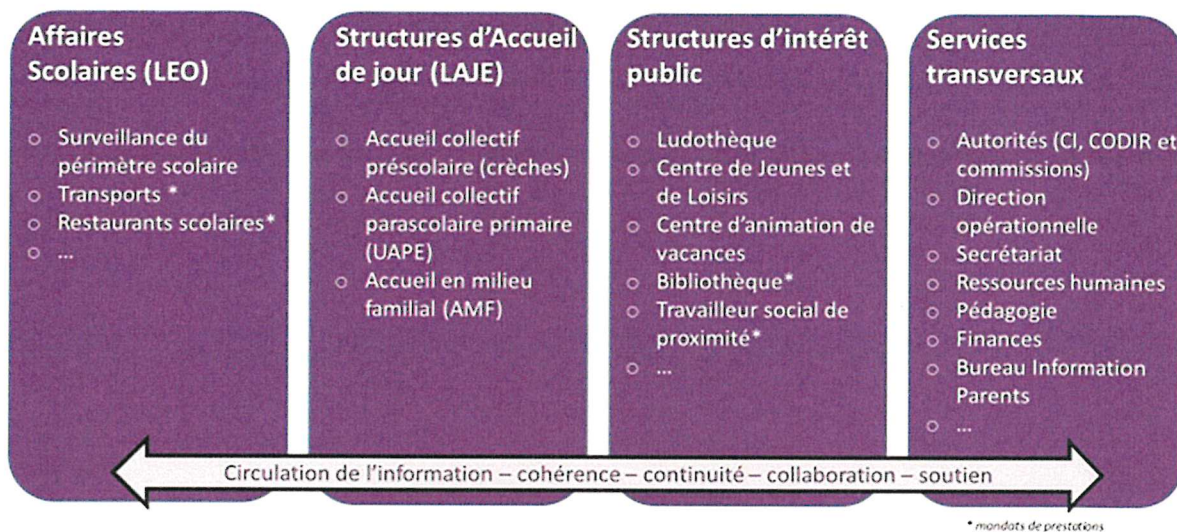 Affaires
Scolaires (LEO)
○ Surveillance du
périmètre scolaire
○ Transports *
○ Restaurants scolaires*
○ ...
Structures d'Accueil
de jour (LAJE)
○ Accueil collectif
préscolaire (crèches)
○ Accueil collectif
parascolaire primaire
(UAPE)
○ Accueil en milieu
familial (AMF)
Structures d'intérêt
public
○ Ludothèque
○ Centre de Jeunes et
de Loisirs
○ Centre d'animation de
vacances
○ Bibliothèque*
○ Travailleur social de
proximité*
○ ...
Services
transversaux
○ Autorités (CI, CODIR et
commissions)
○ Direction
opérationnelle
○ Secrétariat
○ Ressources humaines
○ Pédagogie
○ Finances
○ Bureau Information
Parents
○ ...
Circulation de l'information – cohérence – continuité – collaboration – soutien
* mandats de prestations